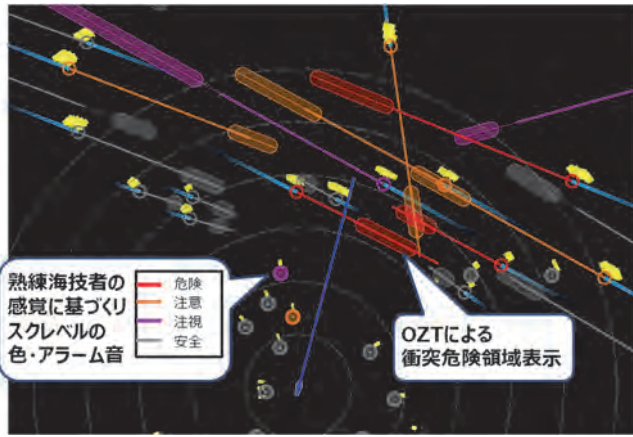 熟練海技者の
感覚に基づくリ
スクレベルの
色・アラーム音
危険
注意
注視
安全
OZTによる
衝突危険領域表示